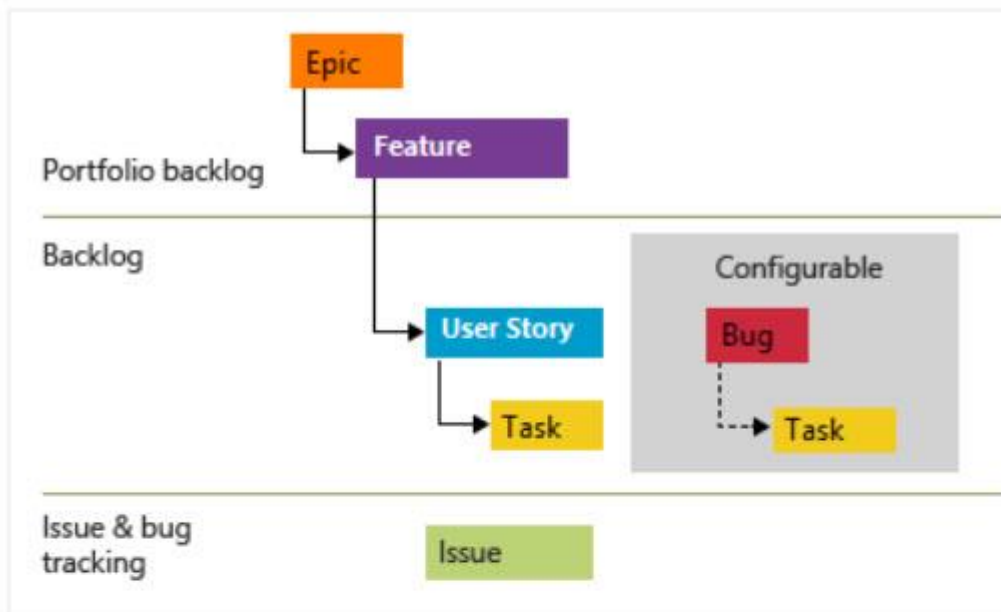 Epic
Feature
Portfolio backlog
Backlog
Configurable
User Story
Bug
Task
Task
Issue & bug
tracking
Issue